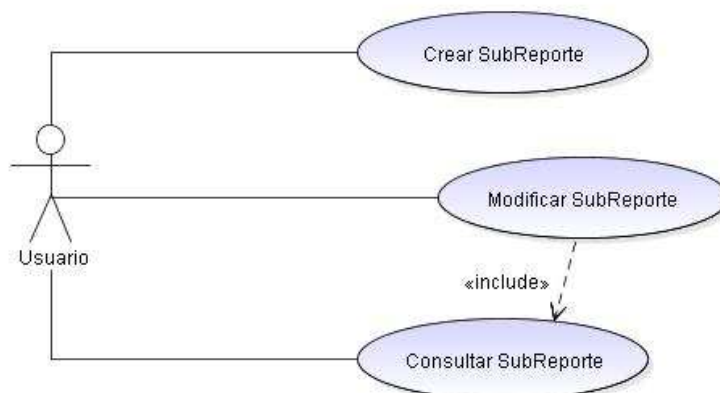 Crear SubReporte
Modificar SubReporte
Usuario
«include»
Consultar SubReporte